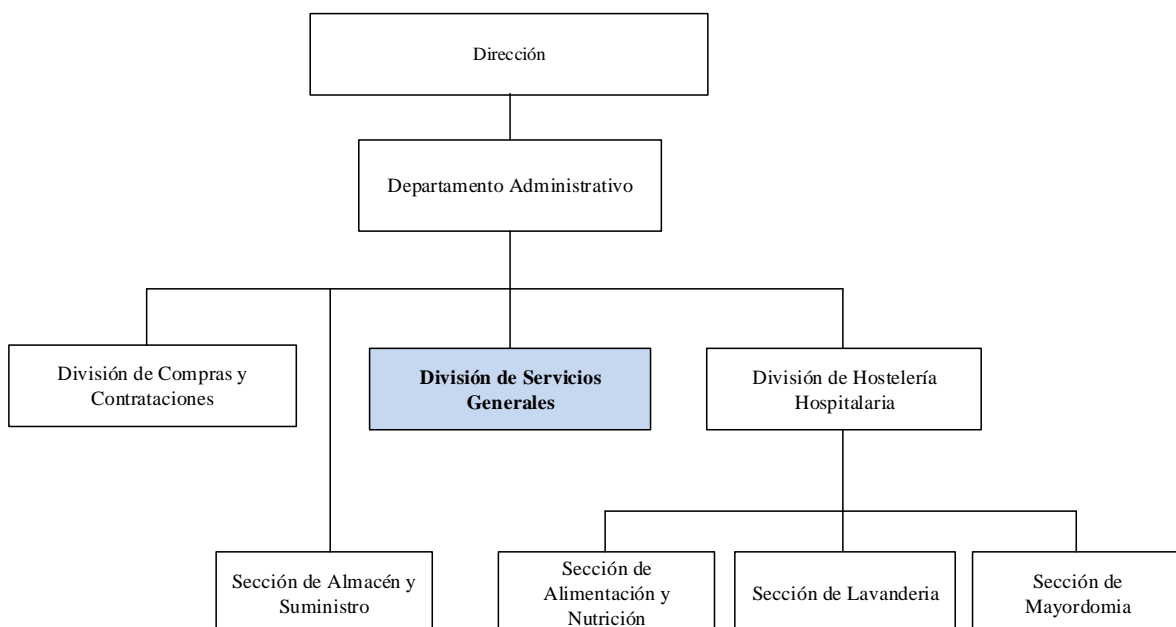 Dirección
Departamento Administrativo
División de Compras y
Contrataciones
División de Servicios
Generales
División de Hostelería
Hospitalaria
Sección de Almacén y
Suministro
Sección de
Alimentación y
Nutrición
Sección de Lavanderia
Sección de
Mayordomia